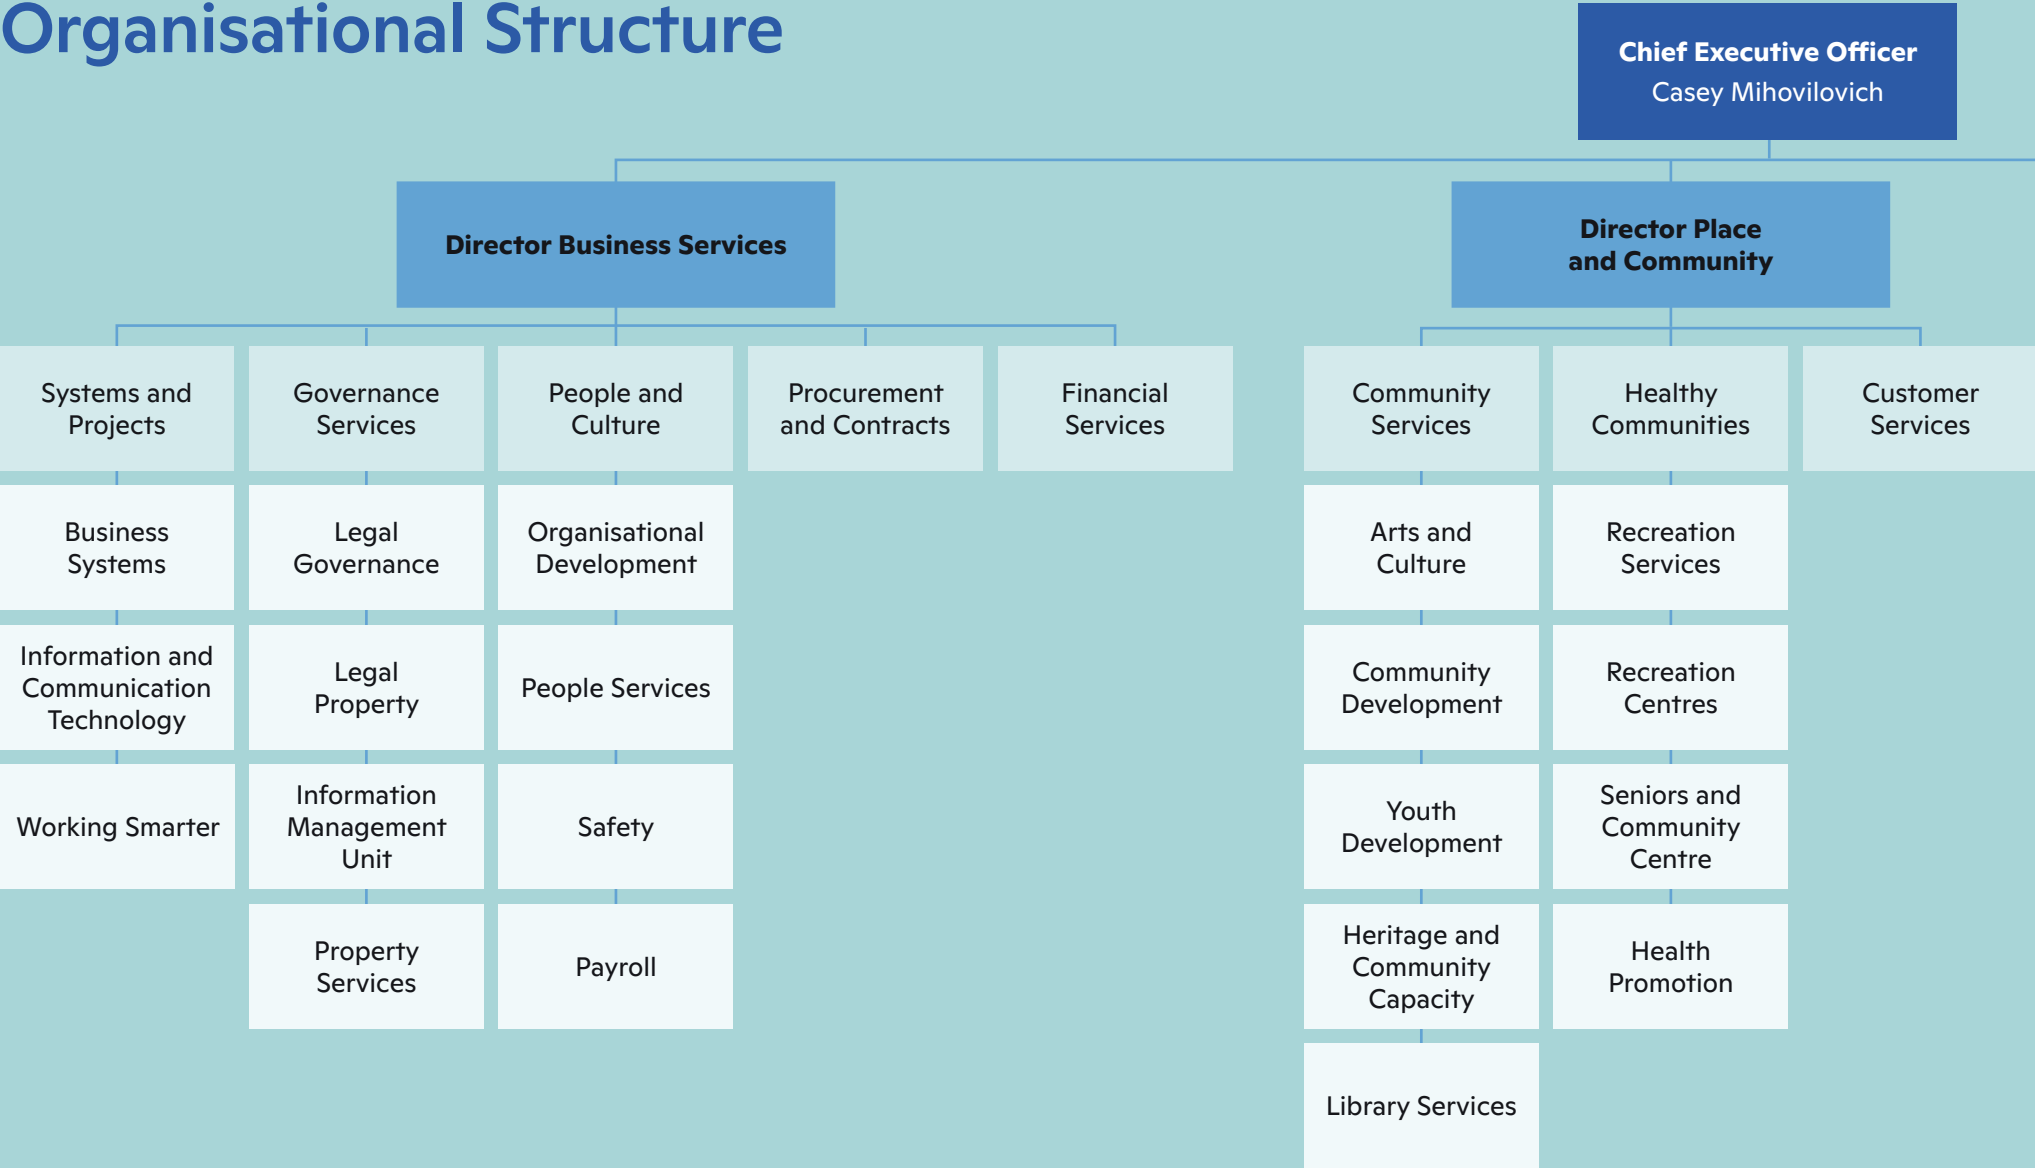 Organisational Structure
Chief Executive Officer
Casey Mihovilovich
Director Business Services
Director Place
and Community
Systems and
Projects
Governance
Services
People and
Culture
Procurement
and Contracts
Financial
Services
Community
Services
Healthy
Communities
Customer
Services
Business
Systems
Legal
Governance
Organisational
Development
Arts and
Culture
Recreation
Services
Information and
Communication
Technology
Legal
Property
People Services
Community
Development
Recreation
Centres
Working Smarter
Information
Management
Unit
Safety
Youth
Development
Seniors and
Community
Centre
Property
Services
Payroll
Heritage and
Community
Capacity
Health
Promotion
Library Services